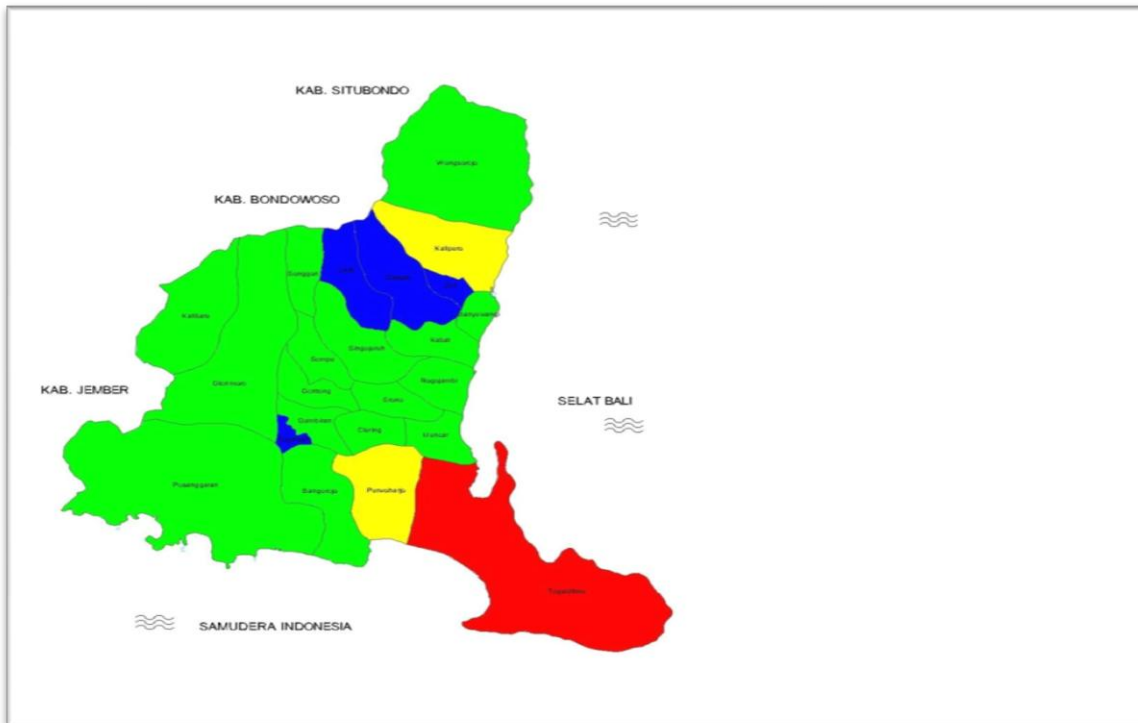 KAB. SITUBONDO
Wongsorejo
KAB. BONDOWOSO
Kalipuro
Songgon
Kalibaru
Kabat
Singojuruh
Sempu
KAB. JEMBER
Glenmore
Genteng
Rogojampi
Srono
SELAT BALI
Gambiran
Cluring
Muncar
Pesanggaran
Bangorejo
Purwoharjo
SAMUDERA INDONESIA